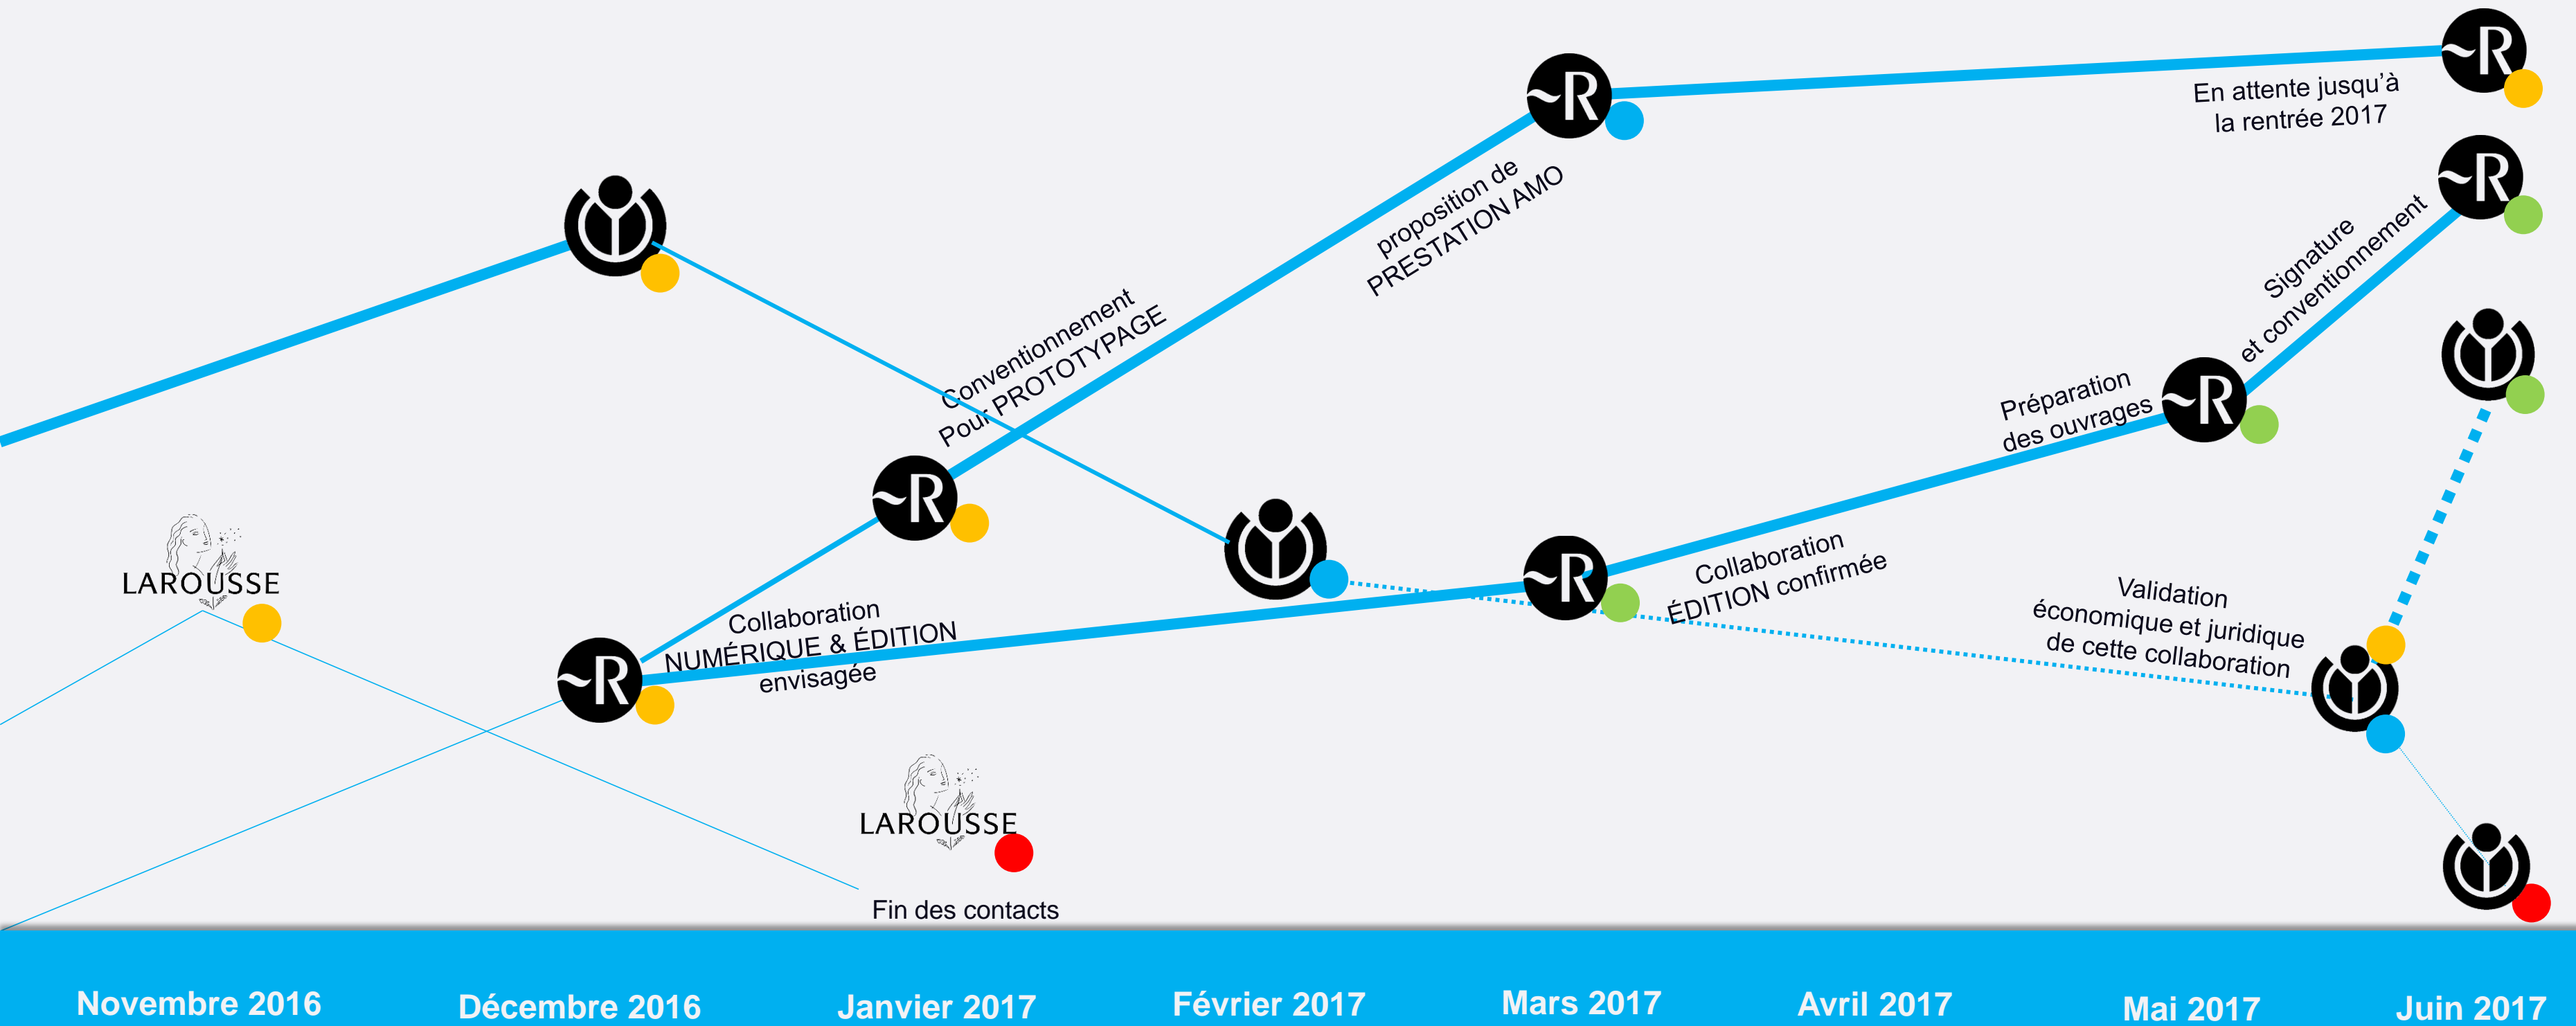 ~R
En attente jusqu’à
la rentrée 2017
~R
proposition de
PRESTATION AMO
~R
Signature
et conventionnement
Conventionnement
Pour PROTOTYPAGE
~R
Préparation
des ouvrages
~R
LAROUSSE
~R
Collaboration
ÉDITION confirmée
Validation
économique et juridique
de cette collaboration
Collaboration
NUMÉRIQUE & ÉDITION
envisagée
~R
LAROUSSE
Fin des contacts
Novembre 2016
Décembre 2016
Janvier 2017
Février 2017
Mars 2017
Avril 2017
Mai 2017
Juin 2017